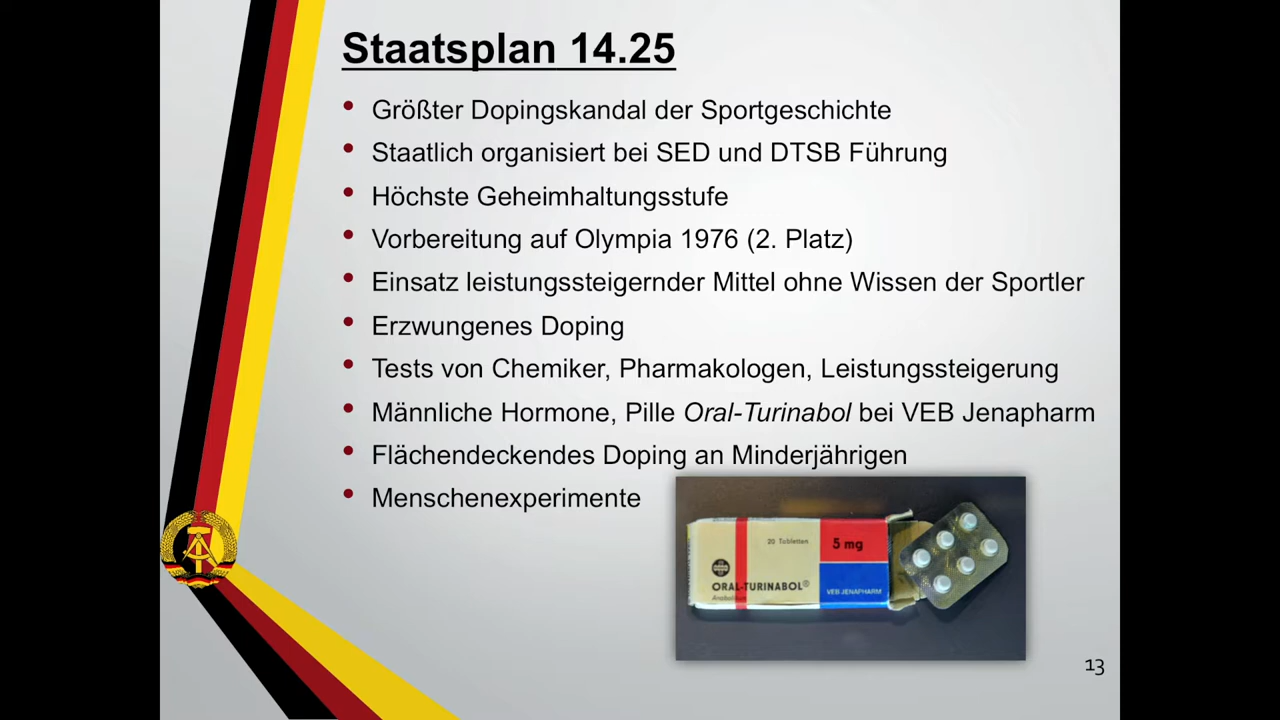 Staatsplan 14.25
• Größter Dopingskandal der Sportgeschichte
• Staatlich organisiert bei SED und DTSB Führung
• Höchste Geheimhaltungsstufe
• Vorbereitung auf Olympia 1976 (2. Platz)
• Einsatz leistungssteigernder Mittel ohne Wissen der Sportler
• Erzwungenes Doping
• Tests von Chemiker, Pharmakologen, Leistungssteigerung
• Männliche Hormone, Pille Oral-Turinabol bei VEB Jenapharm
• Flächendeckendes Doping an Minderjährigen
• Menschenexperimente
20 Tabletten
5 mg
ORAL-TURINABOL®
VEB JENAPHARM
13